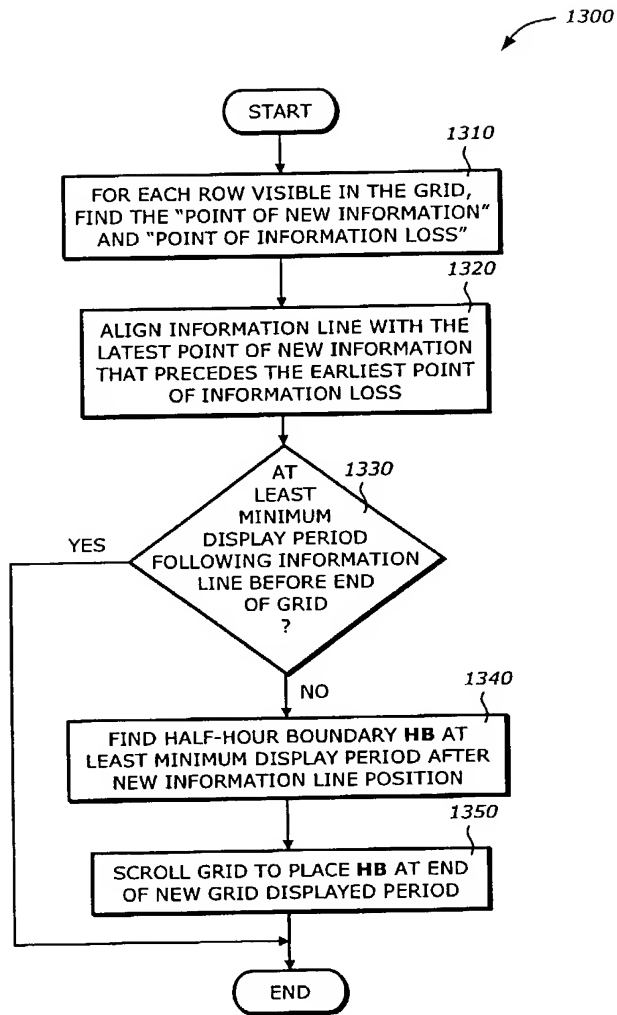 1300
START
1310
FOR EACH ROW VISIBLE IN THE GRID,
FIND THE “POINT OF NEW INFORMATION”
AND “POINT OF INFORMATION LOSS”
1320
ALIGN INFORMATION LINE WITH THE
LATEST POINT OF NEW INFORMATION
THAT PRECEDES THE EARLIEST POINT
OF INFORMATION LOSS
1330
AT
LEAST
MINIMUM
DISPLAY PERIOD
FOLLOWING INFORMATION
LINE BEFORE END
OF GRID
?
YES
NO
1340
FIND HALF-HOUR BOUNDARY HB AT
LEAST MINIMUM DISPLAY PERIOD AFTER
NEW INFORMATION LINE POSITION
1350
SCROLL GRID TO PLACE HB AT END
OF NEW GRID DISPLAYED PERIOD
END